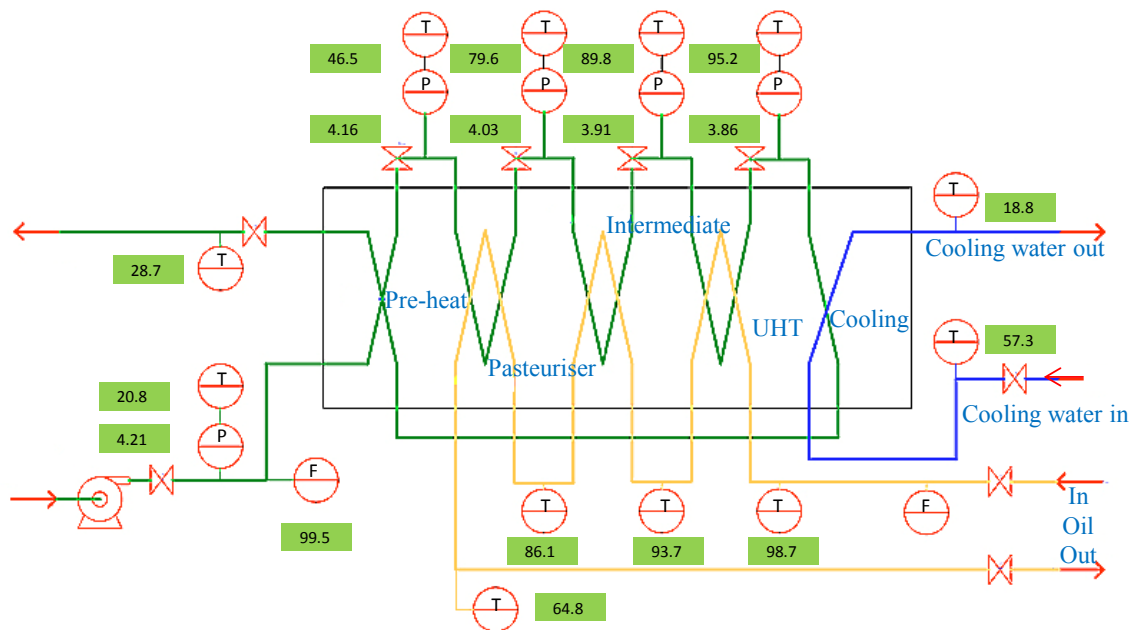 T T T T
46.5 79.6 89.8 95.2
P P P P
4.16 4.03 3.91 3.86
T 18.8
Intermediate
Cooling water out
T
28.7
Pre-heat
UHT Cooling
T 57.3
Pasteuriser
T
20.8
Cooling water in
4.21 P
F
In
T T T F
99.5 86.1 93.7 98.7
Oil
Out
T 64.8